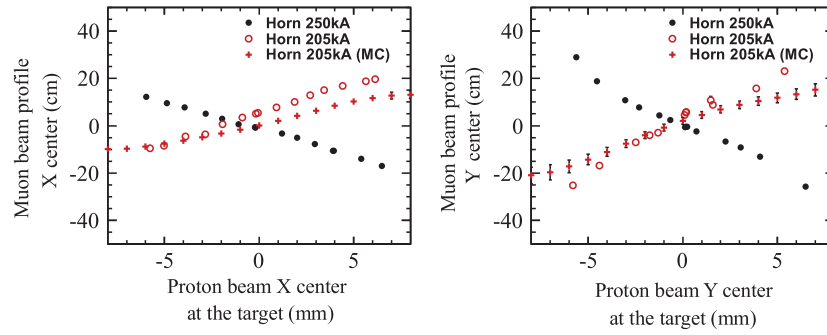 Horn 250kA
Horn 205kA
Horn 205kA (MC)
40
20
0
-20
-40
-5
0
5
Muon beam profile
X center (cm)
Proton beam X center
at the target (mm)
Horn 250kA
Horn 205kA
Horn 205kA (MC)
40
20
0
-20
-40
-5
0
5
Muon beam profile
Y center (cm)
Proton beam Y center
at the target (mm)